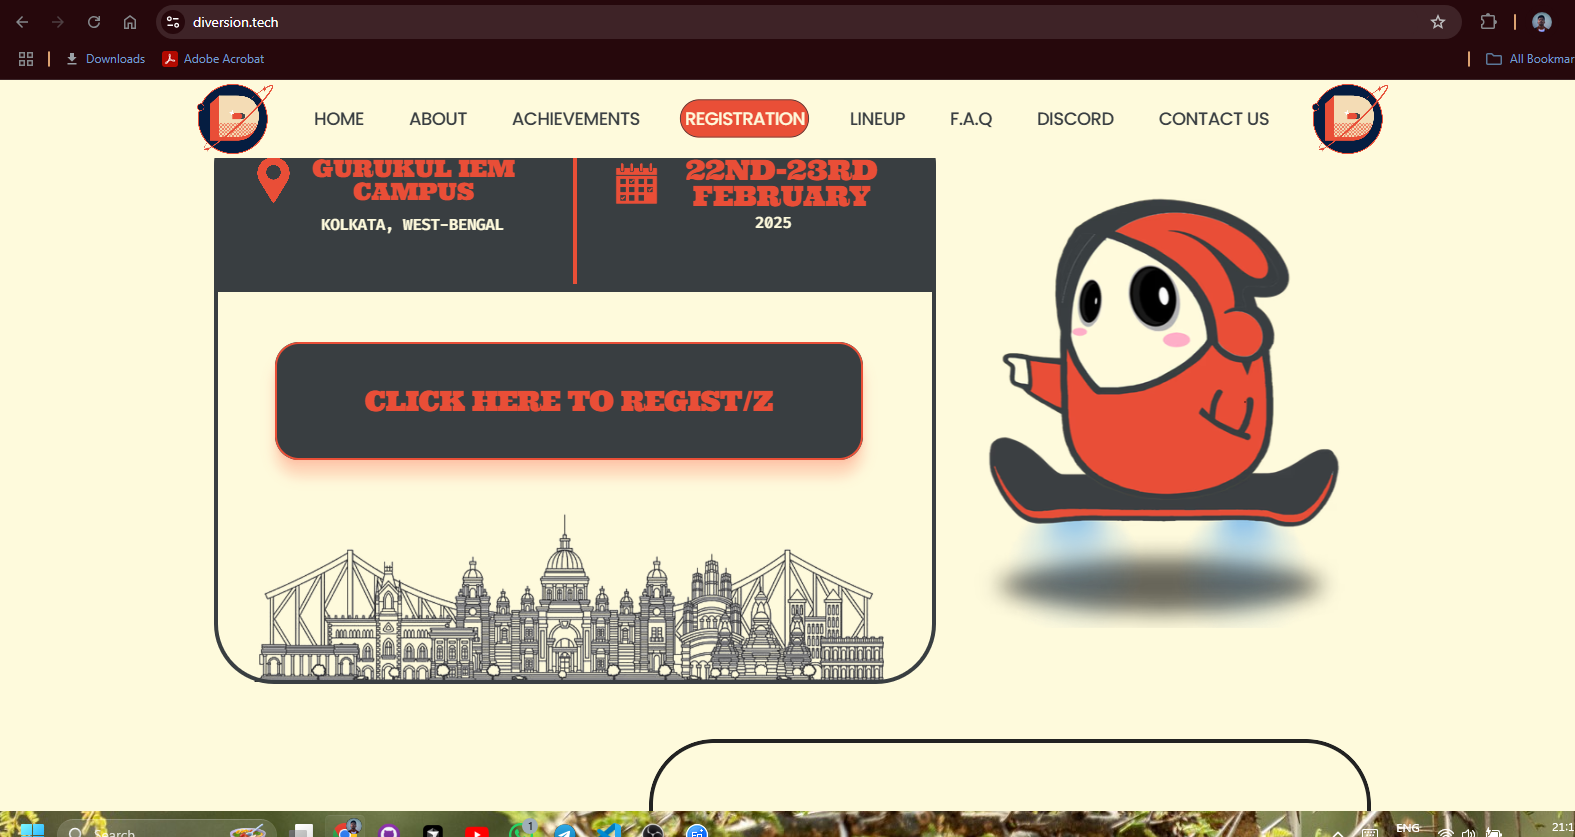 diversion.tech
Downloads
Adobe Acrobat
All Bookmar
HOME
ABOUT
ACHIEVEMENTS
REGISTRATION
LINEUP
F.A.Q
DISCORD
CONTACT US
GURUKUL IEM
CAMPUS
KOLKATA, WEST-BENGAL
22ND-23RD
FEBRUARY
2025
CLICK HERE TO REGIST/Z
Search
1
ENG
21:1